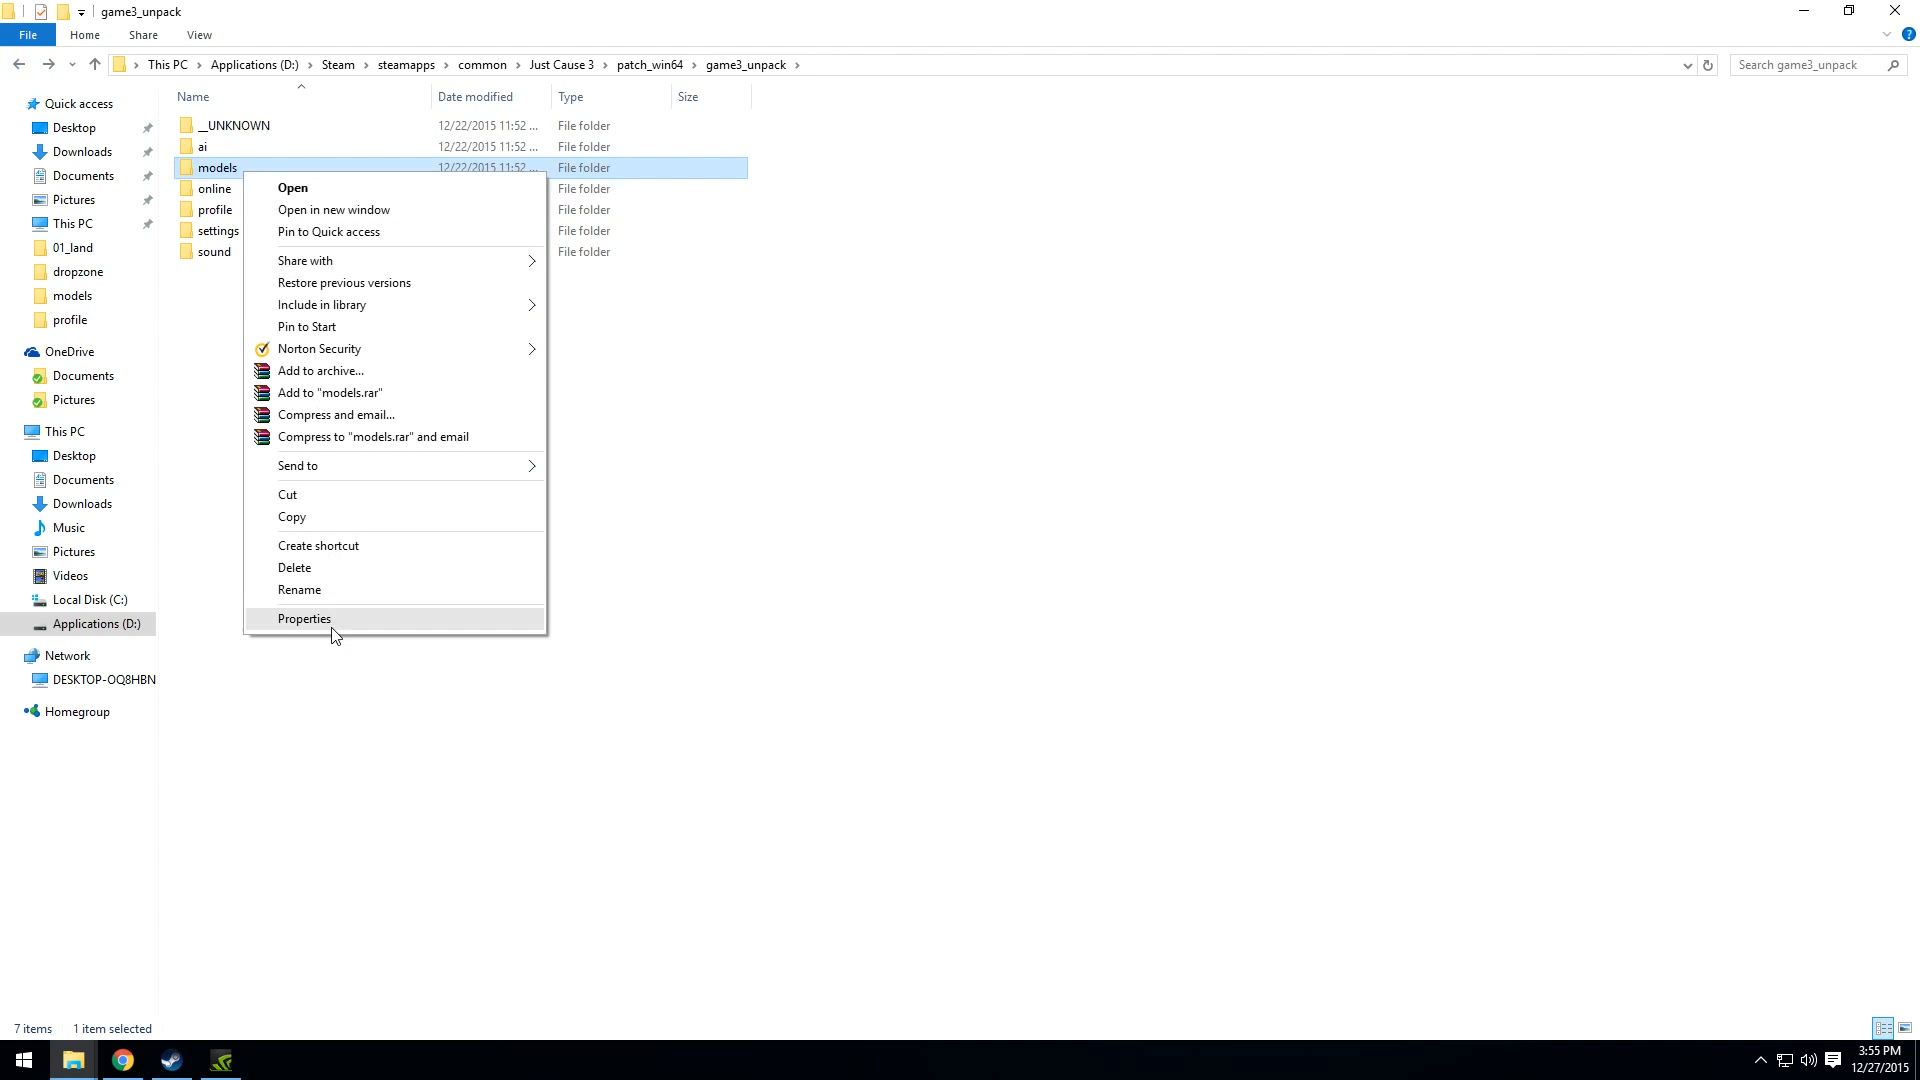 game3_unpack
File Home Share View
This PC Applications (D:) Steam steamapps common Just Cause 3 patch_win64 game3_unpack
Search game3_unpack
Name Date modified Type Size
__UNKNOWN 12/22/2015 11:52 ... File folder
ai 12/22/2015 11:52 ... File folder
models 12/22/2015 11:52 ... File folder
online File folder
profile File folder
settings File folder
sound File folder
Open
Open in new window
Pin to Quick access
Share with
Restore previous versions
Include in library
Pin to Start
Norton Security
Add to archive...
Add to "models.rar"
Compress and email...
Compress to "models.rar" and email
Send to
Cut
Copy
Create shortcut
Delete
Rename
Properties
Quick access
Desktop
Downloads
Documents
Pictures
This PC
01_land
dropzone
models
profile
OneDrive
Documents
Pictures
This PC
Desktop
Documents
Downloads
Music
Pictures
Videos
Local Disk (C:)
Applications (D:)
Network
DESKTOP-OQ8HBN
Homegroup
7 items 1 item selected
3:55 PM
12/27/2015